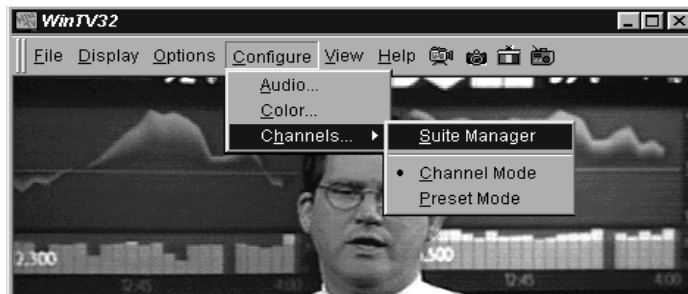 WinTV32
File Display Options Configure View Help
Audio...
Color...
Channels...
Suite Manager
Channel Mode
Preset Mode
2,300
12:45
4:00
.500
12:45
4:00